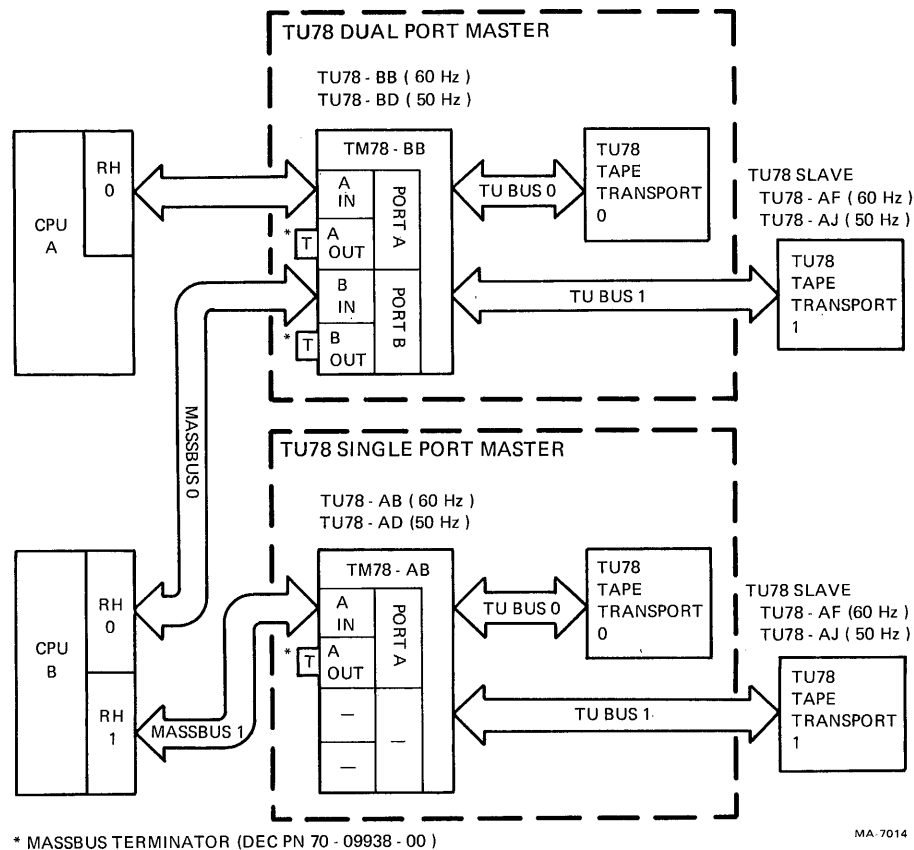 TU78 DUAL PORT MASTER
TU78 - BB ( 60 Hz )
TU78 - BD ( 50 Hz )
CPU
A
RH
0
TM78 - BB
A
IN
A
OUT
B
IN
B
OUT
PORT A
PORT B
* T
* T
TU BUS 0
TU78
TAPE
TRANSPORT
0
TU BUS 1
TU78 SLAVE
TU78 - AF ( 60 Hz )
TU78 - AJ ( 50 Hz )
TU78
TAPE
TRANSPORT
1
MASSBUS 0
TU78 SINGLE PORT MASTER
TU78 - AB ( 60 Hz )
TU78 - AD (50 Hz )
CPU
B
RH
0
RH
1
MASSBUS 1
TM78 - AB
A
IN
A
OUT
—
—
PORT A
—
* T
TU BUS 0
TU78
TAPE
TRANSPORT
0
TU BUS 1
TU78 SLAVE
TU78 - AF (60 Hz )
TU78 - AJ ( 50 Hz )
TU78
TAPE
TRANSPORT
1
* MASSBUS TERMINATOR (DEC PN 70 - 09938 - 00 )
MA-7014